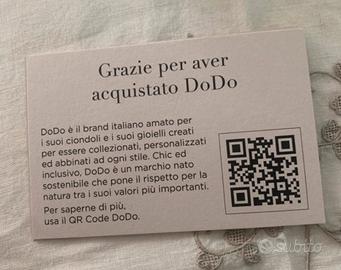 Grazie per aver
acquistato DoDo
DoDo è il brand italiano amato per
i suoi ciondoli e i suoi gioielli creati
per essere collezionati, personalizzati
ed abbinati ad ogni stile. Chic ed
inclusivo, DoDo è un marchio nato
sostenibile che pone il rispetto per la
natura tra i suoi valori più importanti.
Per saperne di più,
usa il QR Code DoDo.
subito